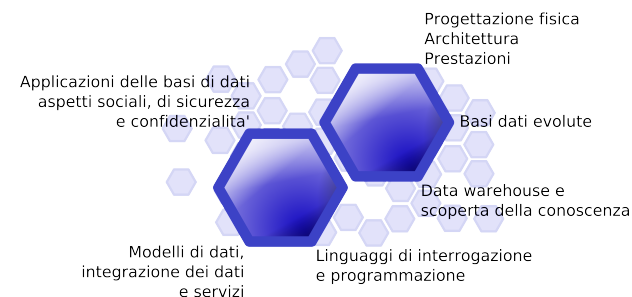 Progettazione fisica
Architettura
Prestazioni
Applicazioni delle basi di dati
aspetti sociali, di sicurezza
e confidenzialita'
Basi dati evolute
Data warehouse e
scoperta della conoscenza
Modelli di dati,
integrazione dei dati
e servizi
Linguaggi di interrogazione
e programmazione